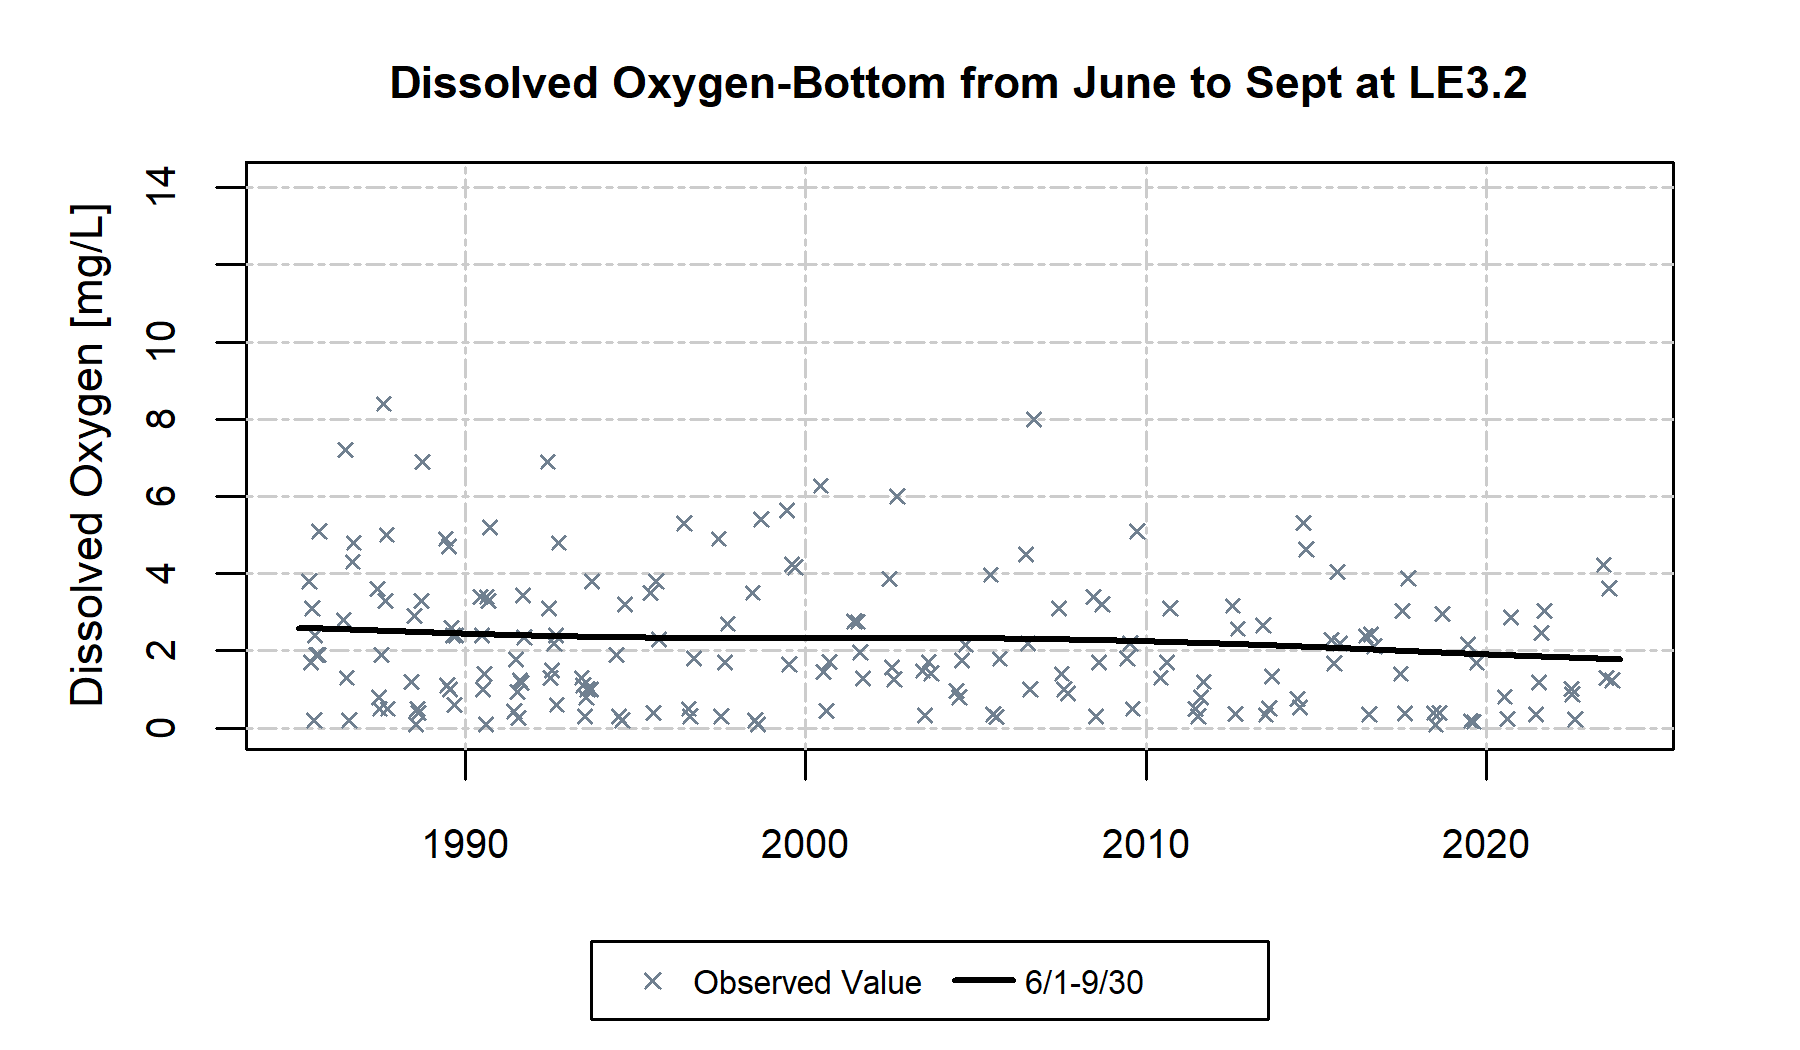 Dissolved Oxygen-Bottom from June to Sept at LE3.2
Dissolved Oxygen [mg/L]
14
10
8
6
4
2
0
1990 2000 2010 2020
Observed Value 6/1-9/30